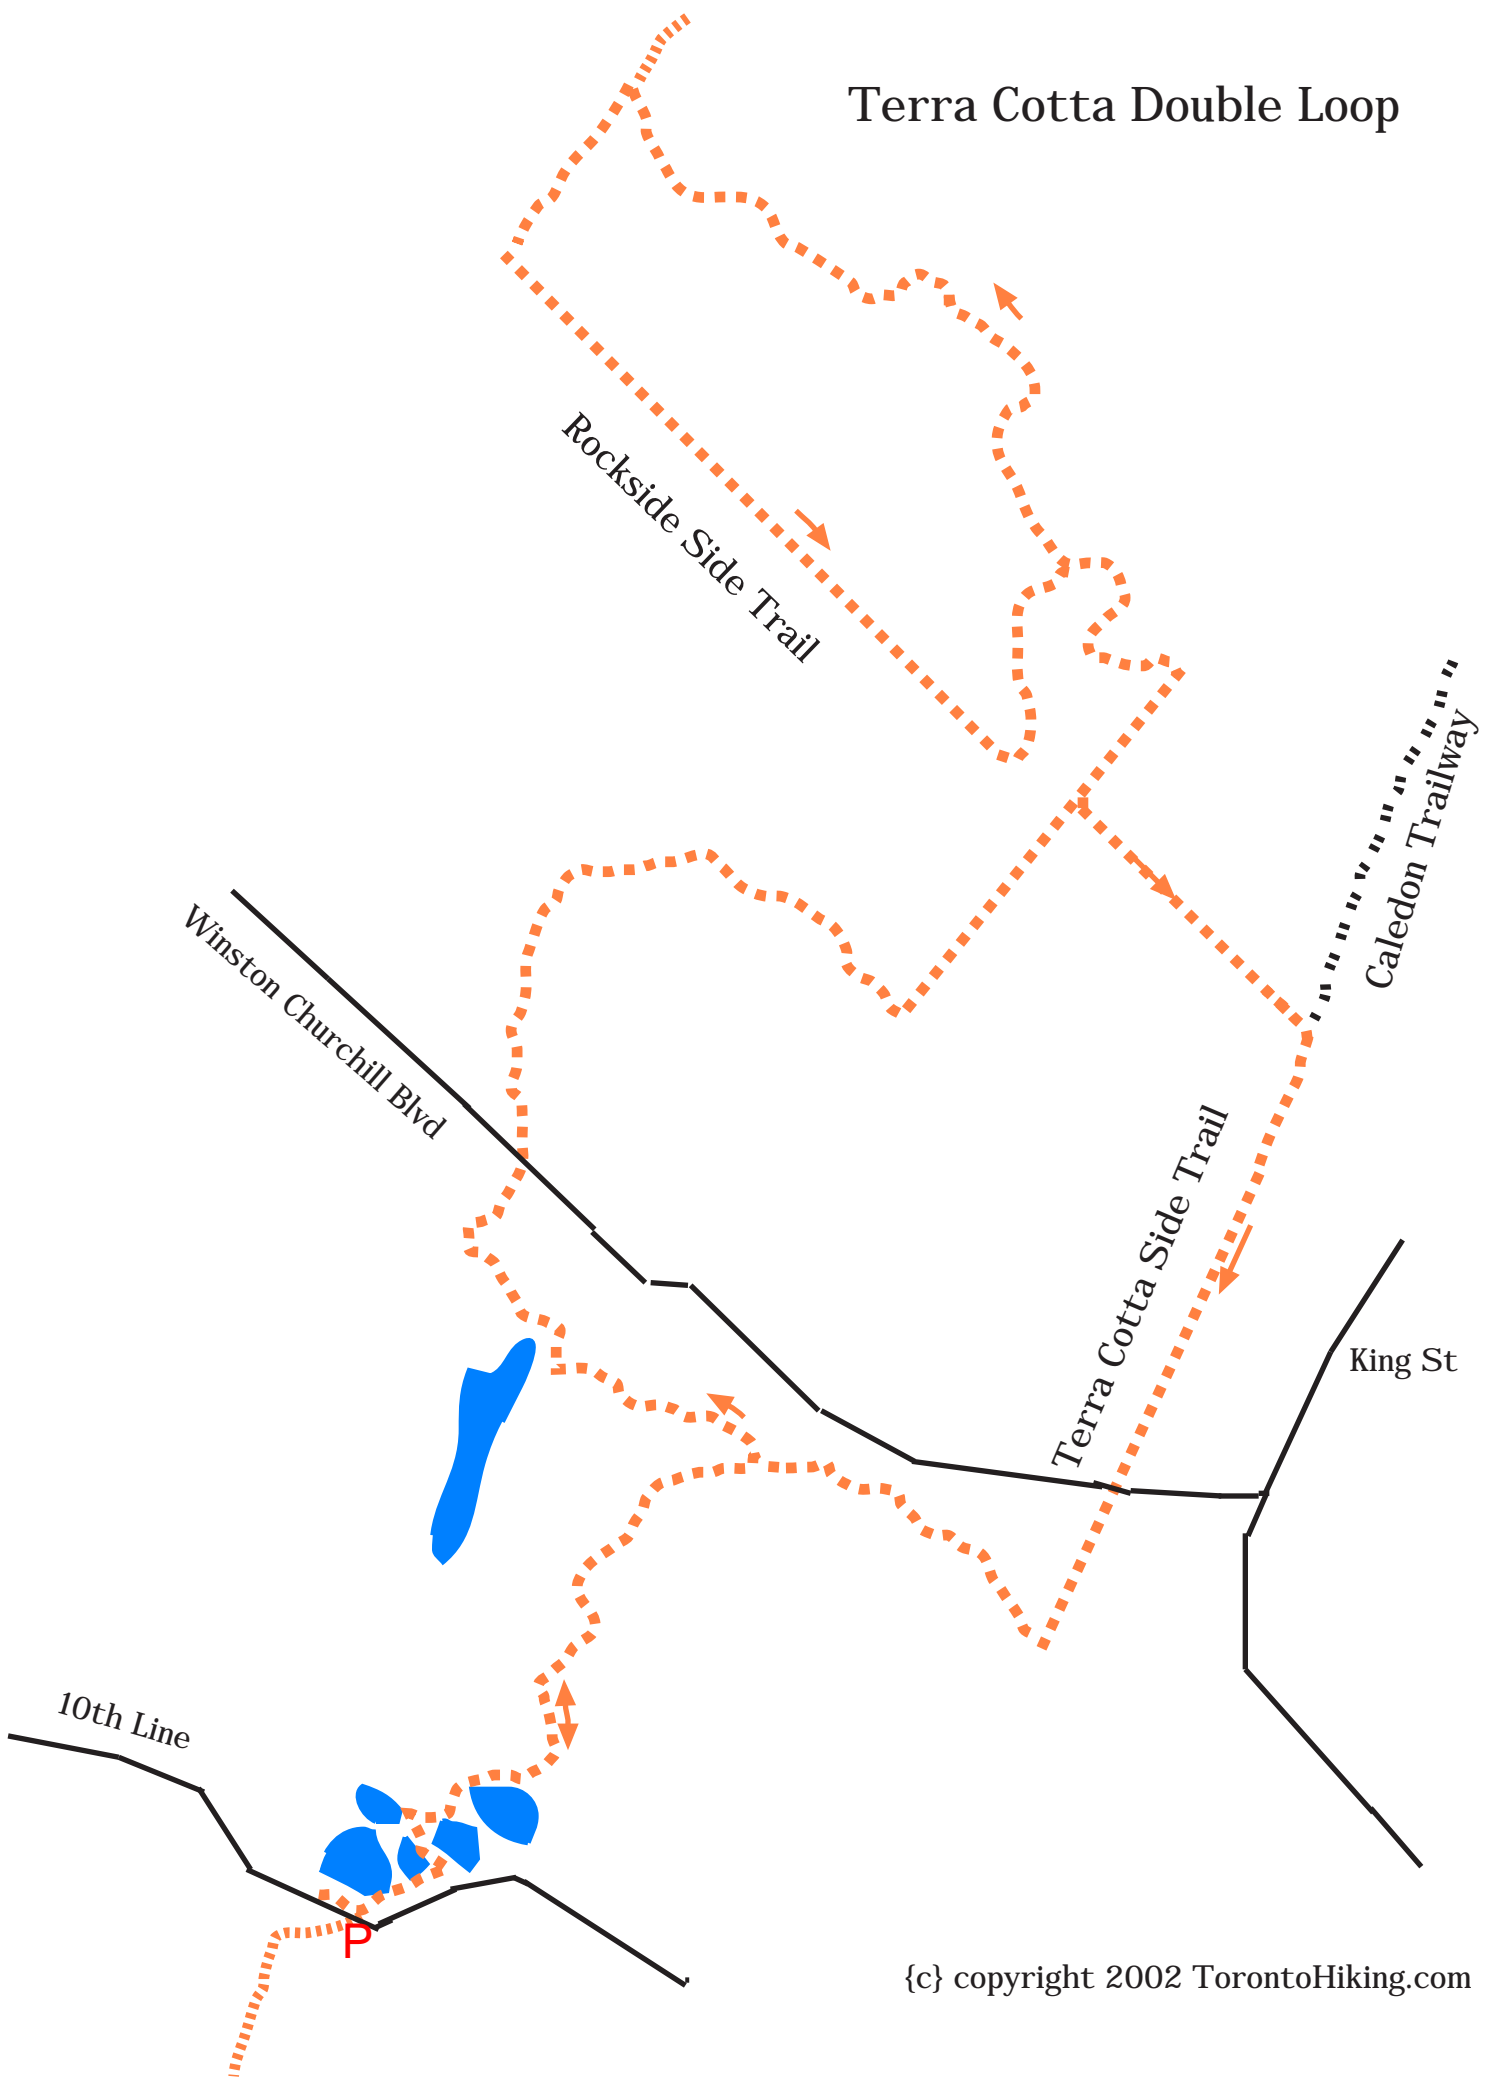 Terra Cotta Double Loop
Rockside Side Trail
Caledon Trailway
Winston Churchill Blvd
Terra Cotta Side Trail
King St
10th Line
P
{c} copyright 2002 TorontoHiking.com